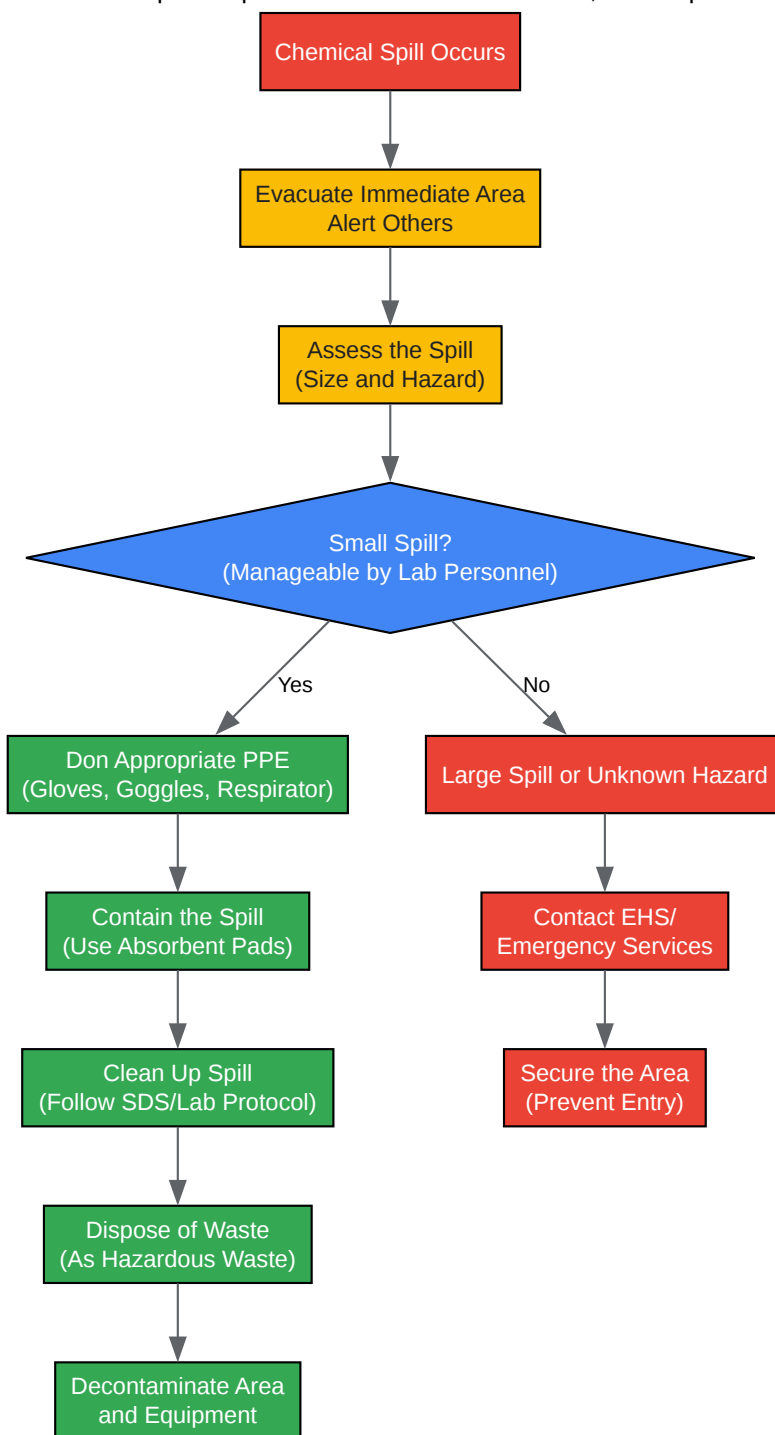 Chemical Spill Occurs
Evacuate Immediate Area
Alert Others
Assess the Spill
(Size and Hazard)
Small Spill?
(Manageable by Lab Personnel)
Yes
No
Don Appropriate PPE
(Gloves, Goggles, Respirator)
Large Spill or Unknown Hazard
Contain the Spill
(Use Absorbent Pads)
Contact EHS/
Emergency Services
Clean Up Spill
(Follow SDS/Lab Protocol)
Secure the Area
(Prevent Entry)
Dispose of Waste
(As Hazardous Waste)
Decontaminate Area
and Equipment